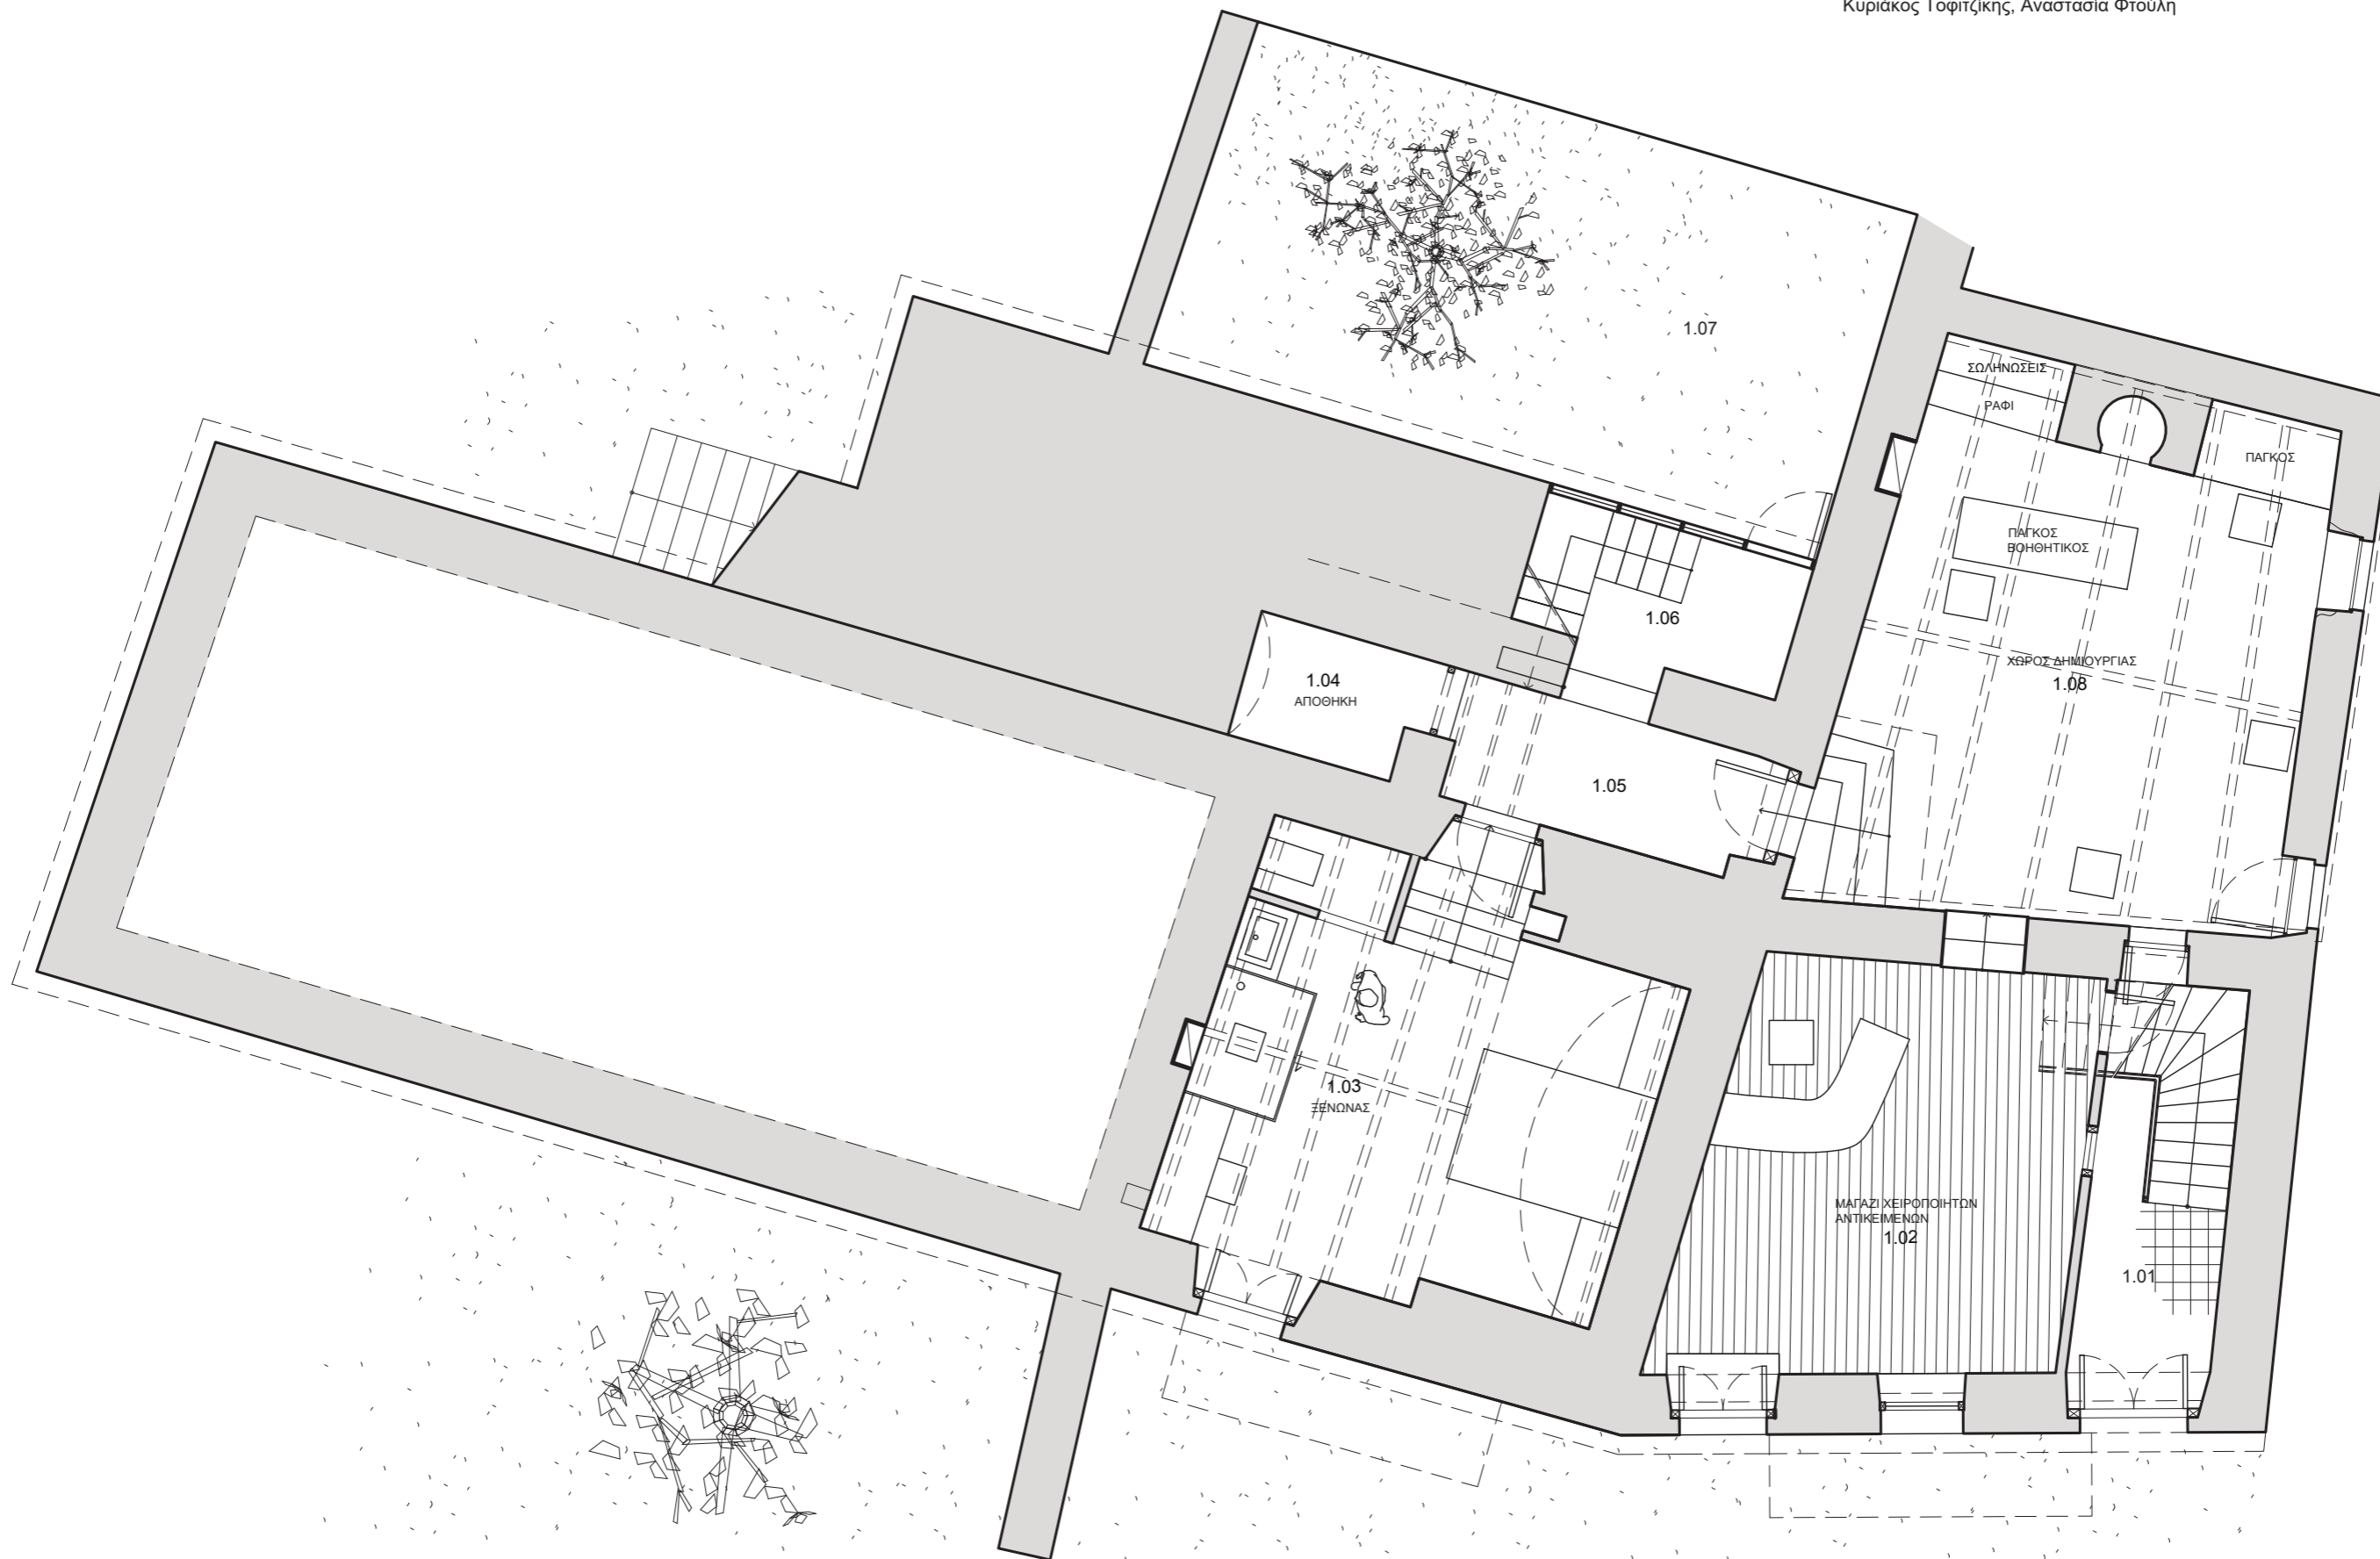 Κυριάκος Τοφιτζίκης, Αναστασία Φτούλη
1.07
ΣΩΛΗΝΩΣΕΙΣ
ΡΑΦΙ
ΠΑΓΚΟΣ
ΠΑΓΚΟΣ
ΒΟΗΘΗΤΙΚΟΣ
1.06
ΧΩΡΟΣ ΔΗΜΙΟΥΡΓΙΑΣ
1.08
1.04
ΑΠΟΘΗΚΗ
1.05
1.03
ΞΕΝΩΝΑΣ
ΜΑΓΑΖΙ ΧΕΙΡΟΠΟΙΗΤΩΝ
ΑΝΤΙΚΕΙΜΕΝΩΝ
1.02
1.01